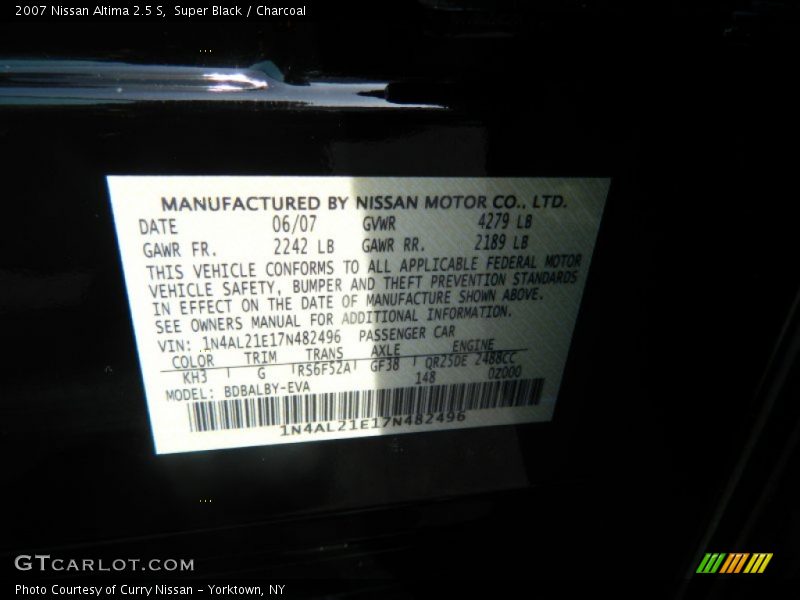 2007 Nissan Altima 2.5 S,  Super Black / Charcoal
MANUFACTURED BY NISSAN MOTOR CO., LTD.
DATE 06/07 GVWR 4279 LB
GAWR FR. 2242 LB GAWR RR. 2189 LB
THIS VEHICLE CONFORMS TO ALL APPLICABLE FEDERAL MOTOR
VEHICLE SAFETY, BUMPER AND THEFT PREVENTION STANDARDS
IN EFFECT ON THE DATE OF MANUFACTURE SHOWN ABOVE.
SEE OWNERS MANUAL FOR ADDITIONAL INFORMATION.
VIN: 1N4AL21E17N482496 PASSENGER CAR
COLOR TRIM TRANS AXLE ENGINE
KH3 G RS6F52A GF38 QR25DE 2488CC
148 0Z000
MODEL: BDBALBY-EVA
1N4AL21E17N482496
GTCARLOT.COM
Photo Courtesy of Curry Nissan - Yorktown, NY